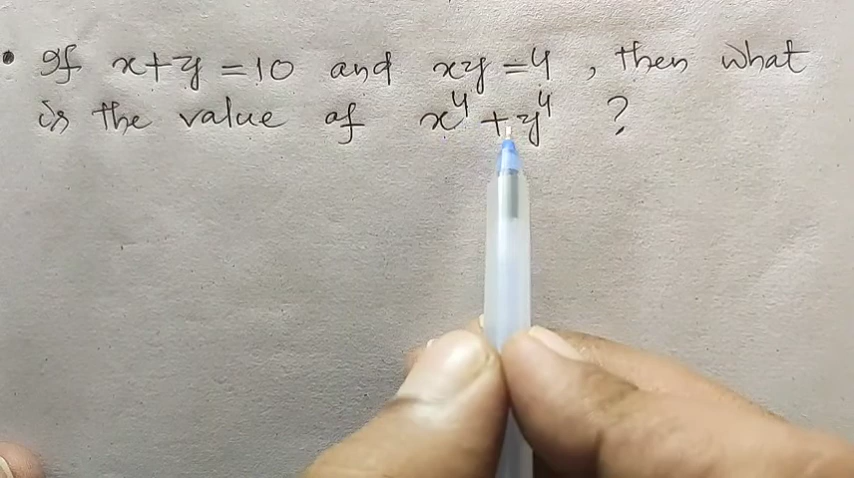 • If x+y=10 and xy=4, then what
is the value of x⁴+y⁴ ?